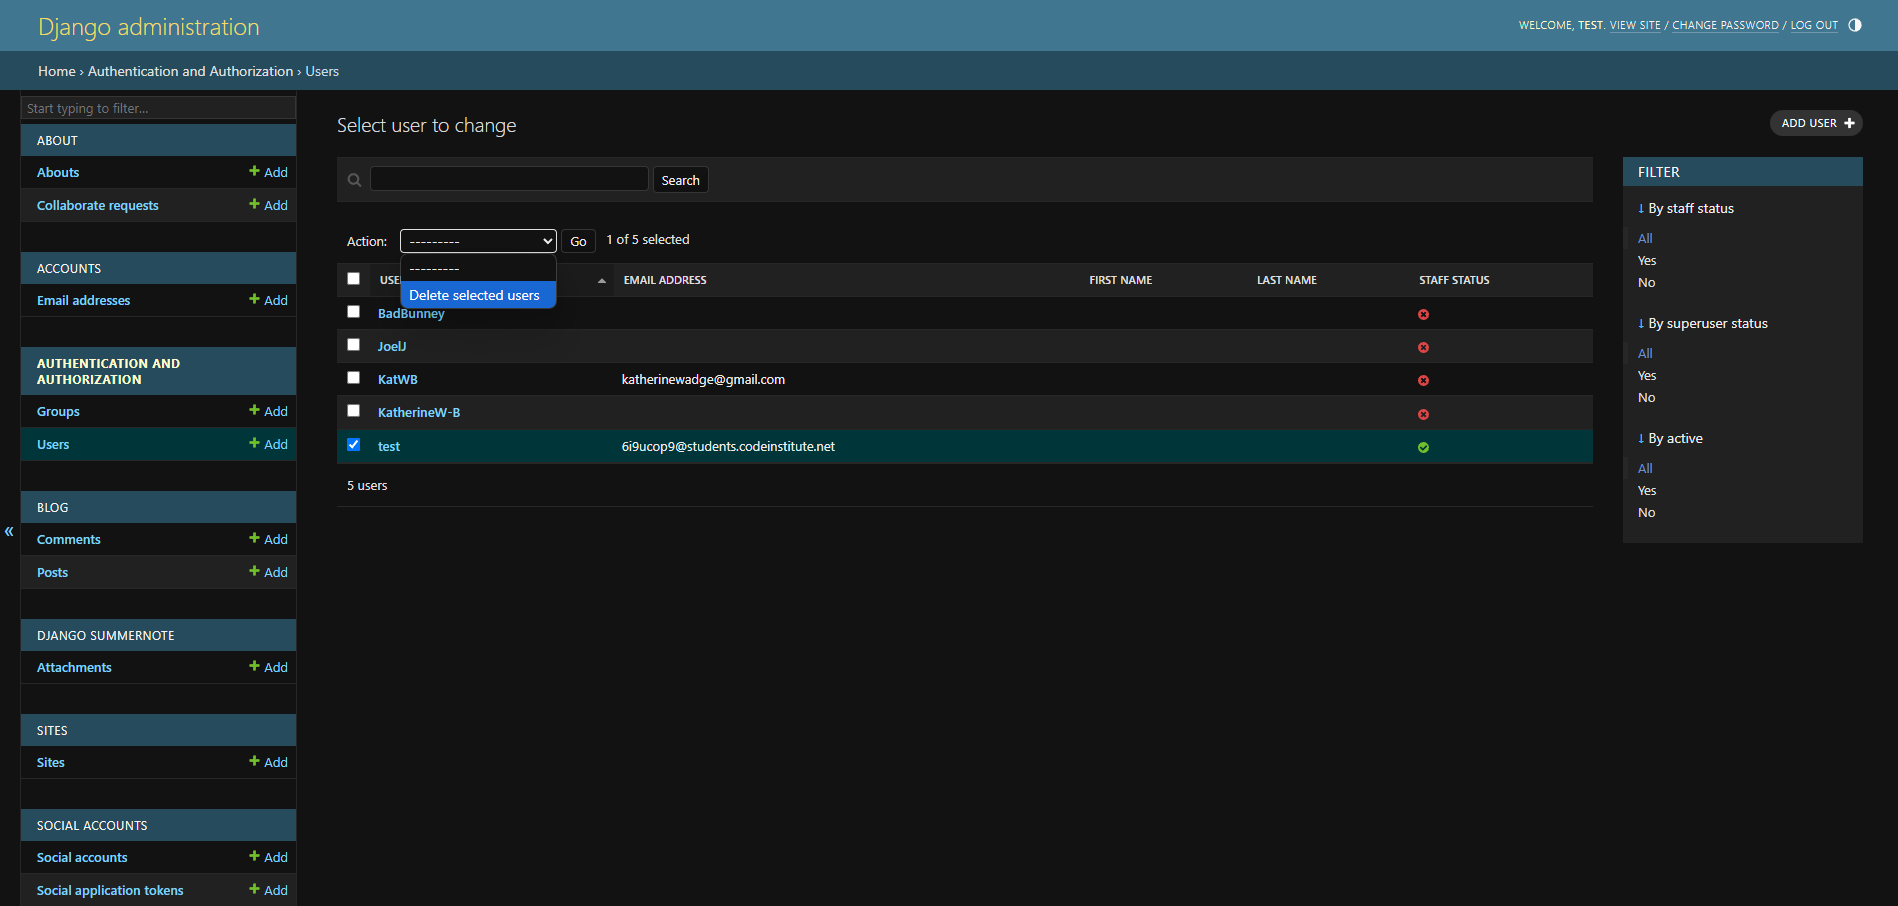 Django administration
WELCOME, TEST. VIEW SITE / CHANGE PASSWORD / LOG OUT
Home › Authentication and Authorization › Users
Start typing to filter...
ABOUT
Abouts
Add
Collaborate requests
Add
ACCOUNTS
Email addresses
Add
AUTHENTICATION AND
AUTHORIZATION
Groups
Add
Users
Add
BLOG
Comments
Add
Posts
Add
DJANGO SUMMERNOTE
Attachments
Add
SITES
Sites
Add
SOCIAL ACCOUNTS
Social accounts
Add
Social application tokens
Add
«
Select user to change
ADD USER
Search
Action: --------- Go 1 of 5 selected
---------
Delete selected users
USE EMAIL ADDRESS FIRST NAME LAST NAME STAFF STATUS
BadBunney
JoelJ
KatWB katherinewadge@gmail.com
KatherineW-B
test 6i9ucop9@students.codeinstitute.net
5 users
FILTER
↓ By staff status
All
Yes
No
↓ By superuser status
All
Yes
No
↓ By active
All
Yes
No